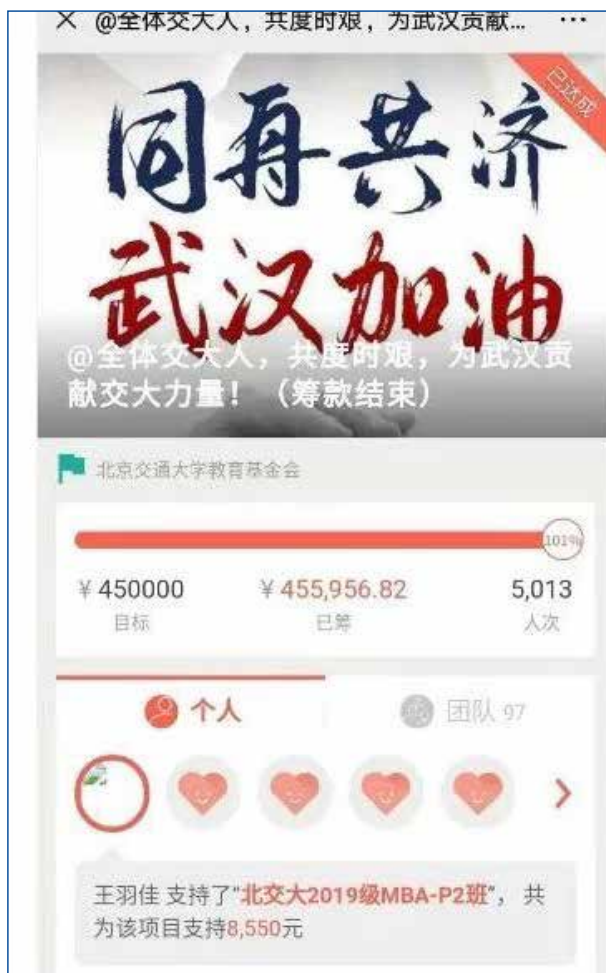 × @全体交大人，共度时艰，为武汉贡献... ···
已达成
同舟共济
武汉加油
@全体交大人，共度时艰，为武汉贡
献交大力量！（筹款结束）
北京交通大学教育基金会
101%
¥ 450000 ¥ 455,956.82 5,013
目标 已筹 人次
个人 团队 97
王羽佳 支持了“北交大2019级MBA-P2班”， 共
为该项目支持8,550元